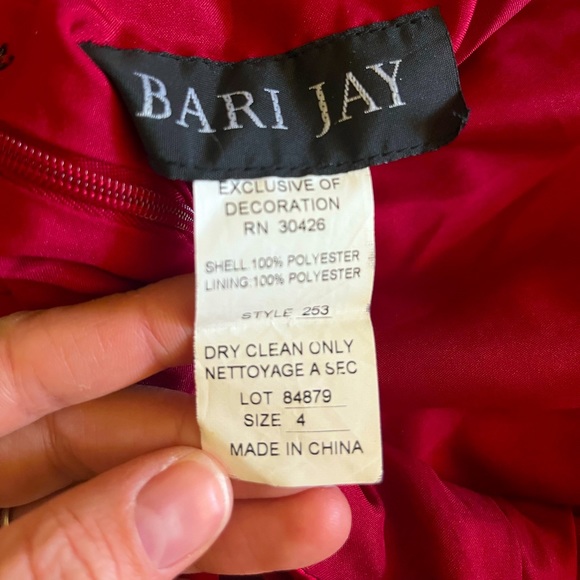 BARI JAY
EXCLUSIVE OF
DECORATION
RN 30426
SHELL:100% POLYESTER
LINING:100% POLYESTER
STYLE 253
DRY CLEAN ONLY
NETTOYAGE A SEC
LOT 84879
SIZE 4
MADE IN CHINA